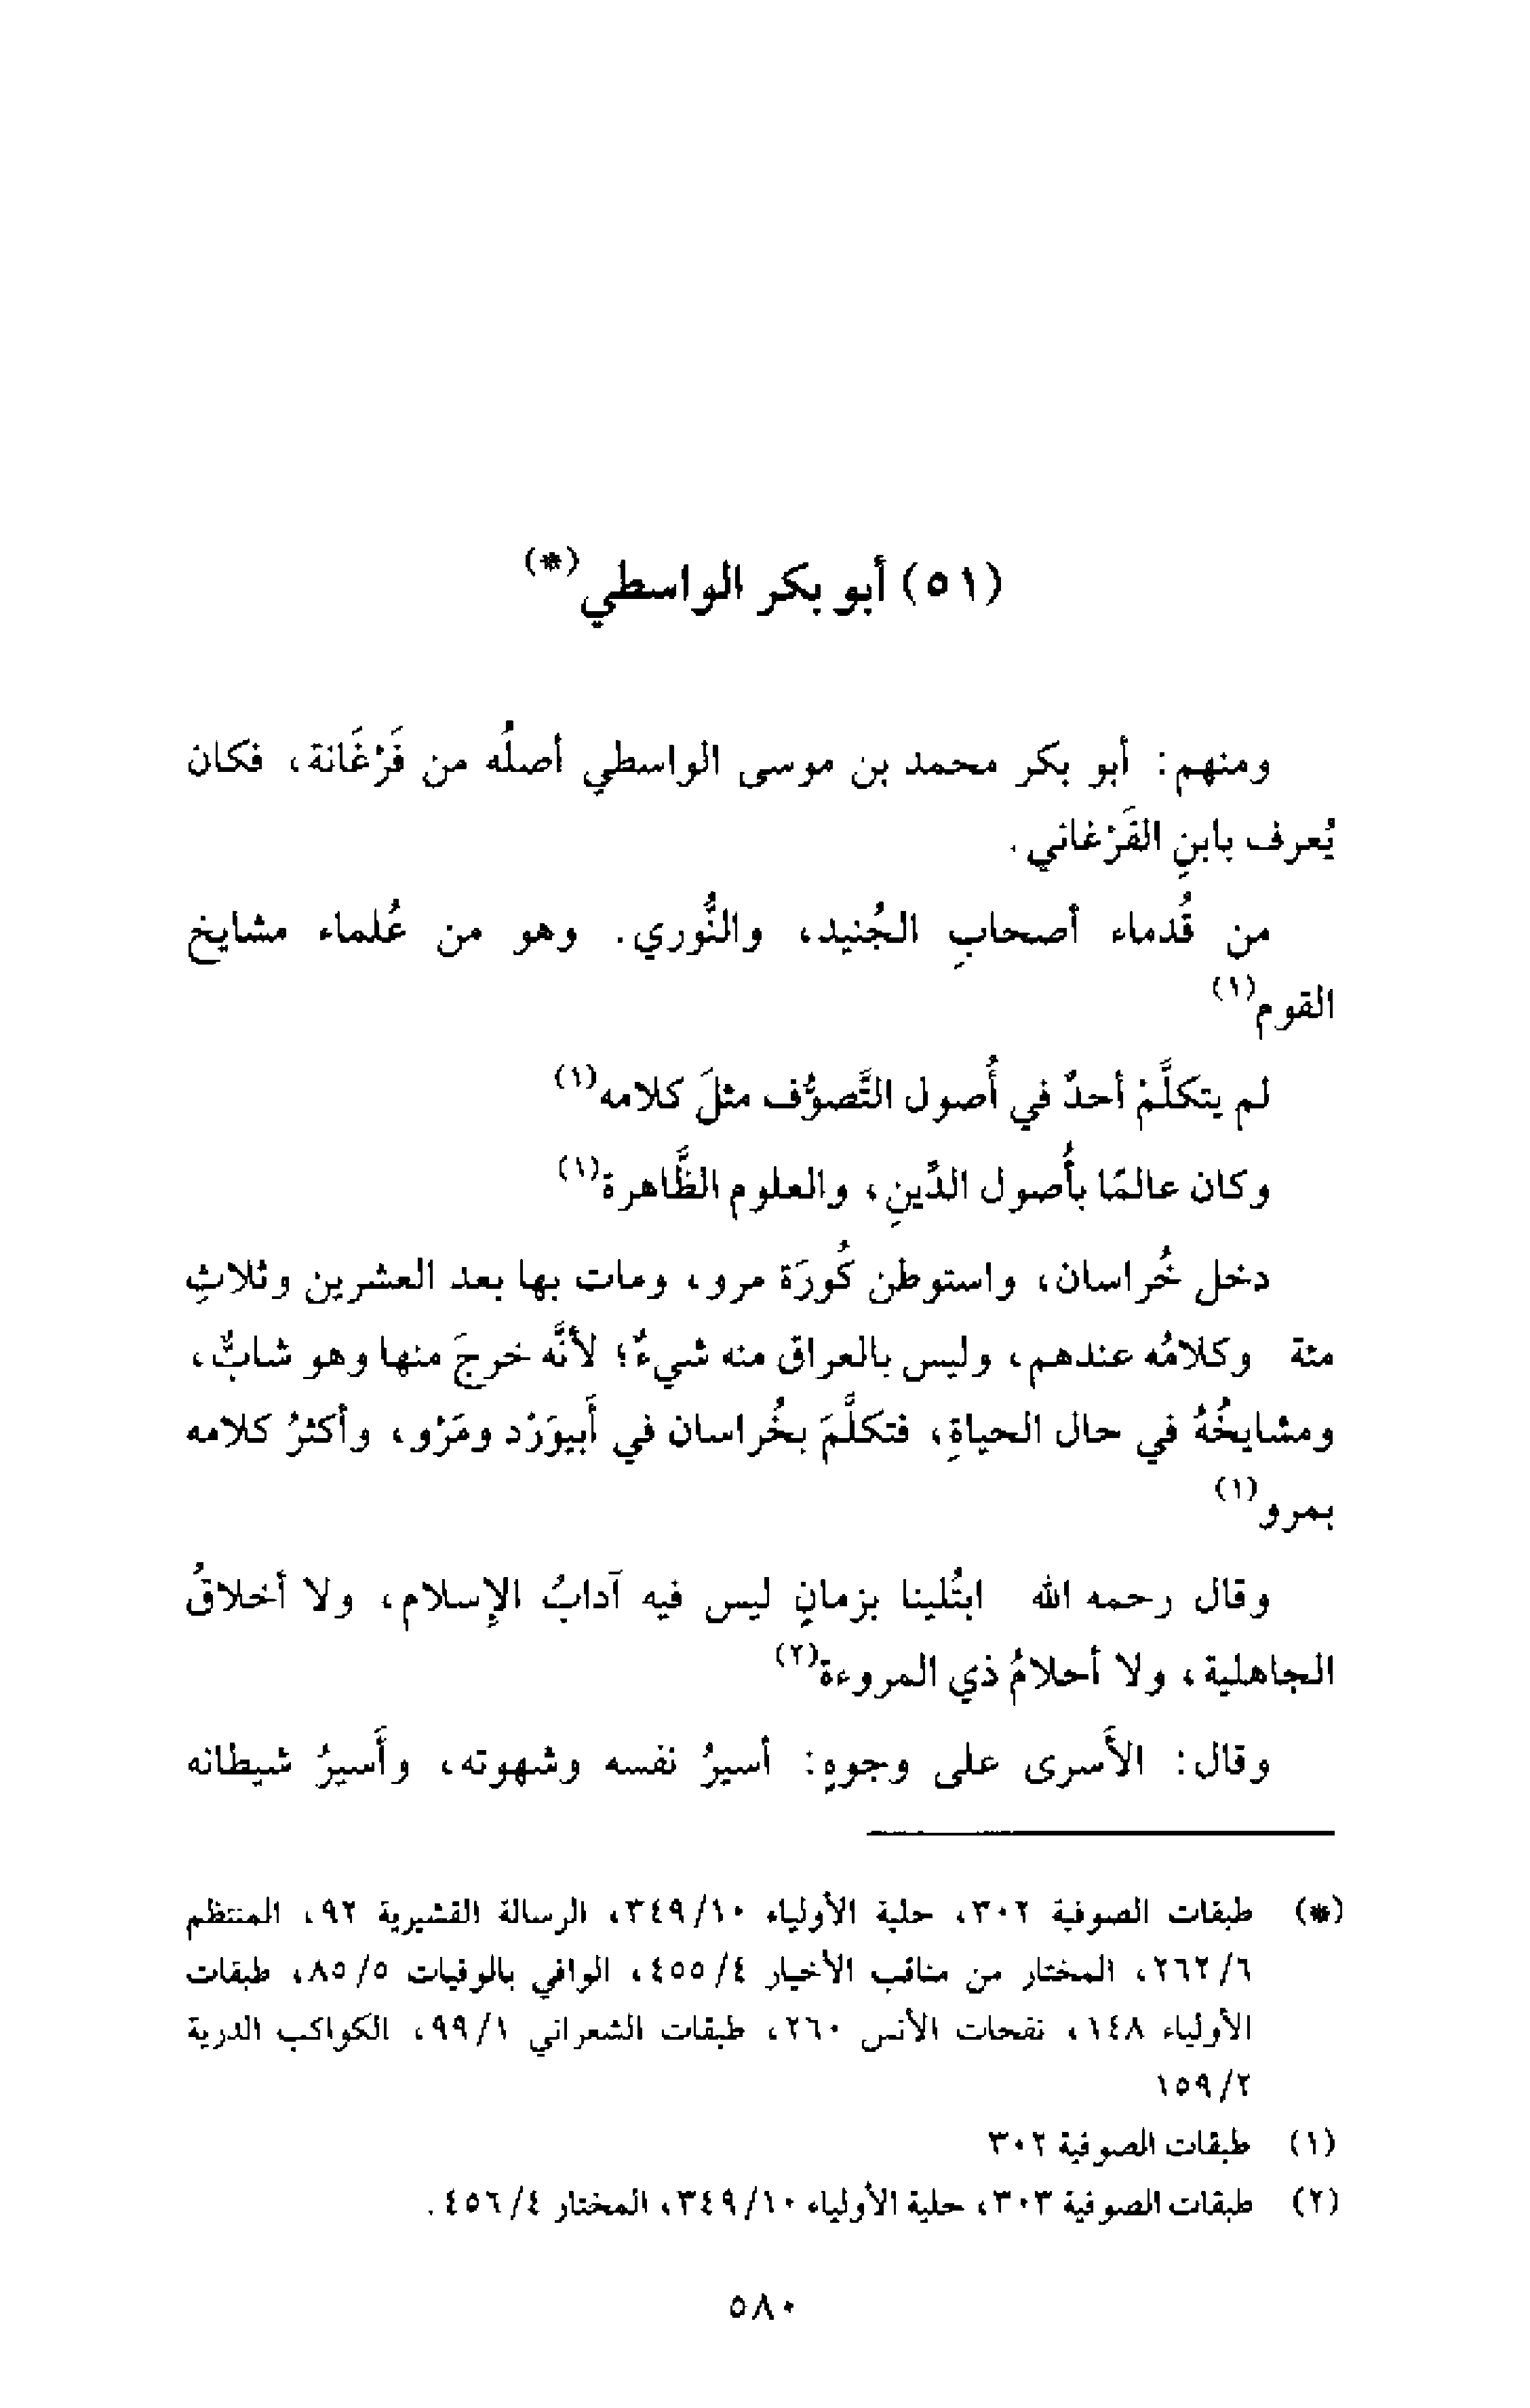 (٥١) أبو بكر الواسطي(*)
ومنهم: أبو بكر محمد بن موسى الواسطي أصلُه من فَرْغَانة، فكان
يُعرف بابنِ الفَرْغاني.
من قُدماء أصحابِ الجُنيد، والنُّوري. وهو من عُلماء مشايخ
القوم(١)
لم يتكلَّمْ أحدٌ في أُصول التَّصوُّف مثلَ كلامه(١)
وكان عالمًا بأُصول الدِّينِ، والعلوم الظَّاهرة(١)
دخل خُراسان، واستوطن كُورَة مرو، ومات بها بعد العشرين وثلاثِ
مئة وكلامُه عندهم، وليس بالعراق منه شيءٌ؛ لأنَّه خرجَ منها وهو شابٌّ،
ومشايخُهُ في حال الحياةِ، فتكلَّمَ بخُراسان في أَبيوَرْد ومَرْو، وأكثرُ كلامه
بمرو(١)
وقال رحمه الله ابتُلينا بزمانٍ ليس فيه آدابُ الإسلام، ولا أخلاقُ
الجاهلية، ولا أحلامُ ذي المروءة(٢)
وقال: الأَسرى على وجوهٍ: أسيرُ نفسه وشهوته، وأَسيرُ شيطانه
(*) طبقات الصوفية ٣٠٢، حلية الأولياء ٣٤٩/١٠، الرسالة القشيرية ٩٢، المنتظم
٢٦٢/٦، المختار من مناقب الأخيار ٤٥٥/٤، الوافي بالوفيات ٨٥/٥، طبقات
الأولياء ١٤٨، نفحات الأنس ٢٦٠، طبقات الشعراني ٩٩/١، الكواكب الدرية
١٥٩/٢
(١) طبقات الصوفية ٣٠٢
(٢) طبقات الصوفية ٣٠٣، حلية الأولياء ٣٤٩/١٠، المختار ٤٥٦/٤.
٥٨٠